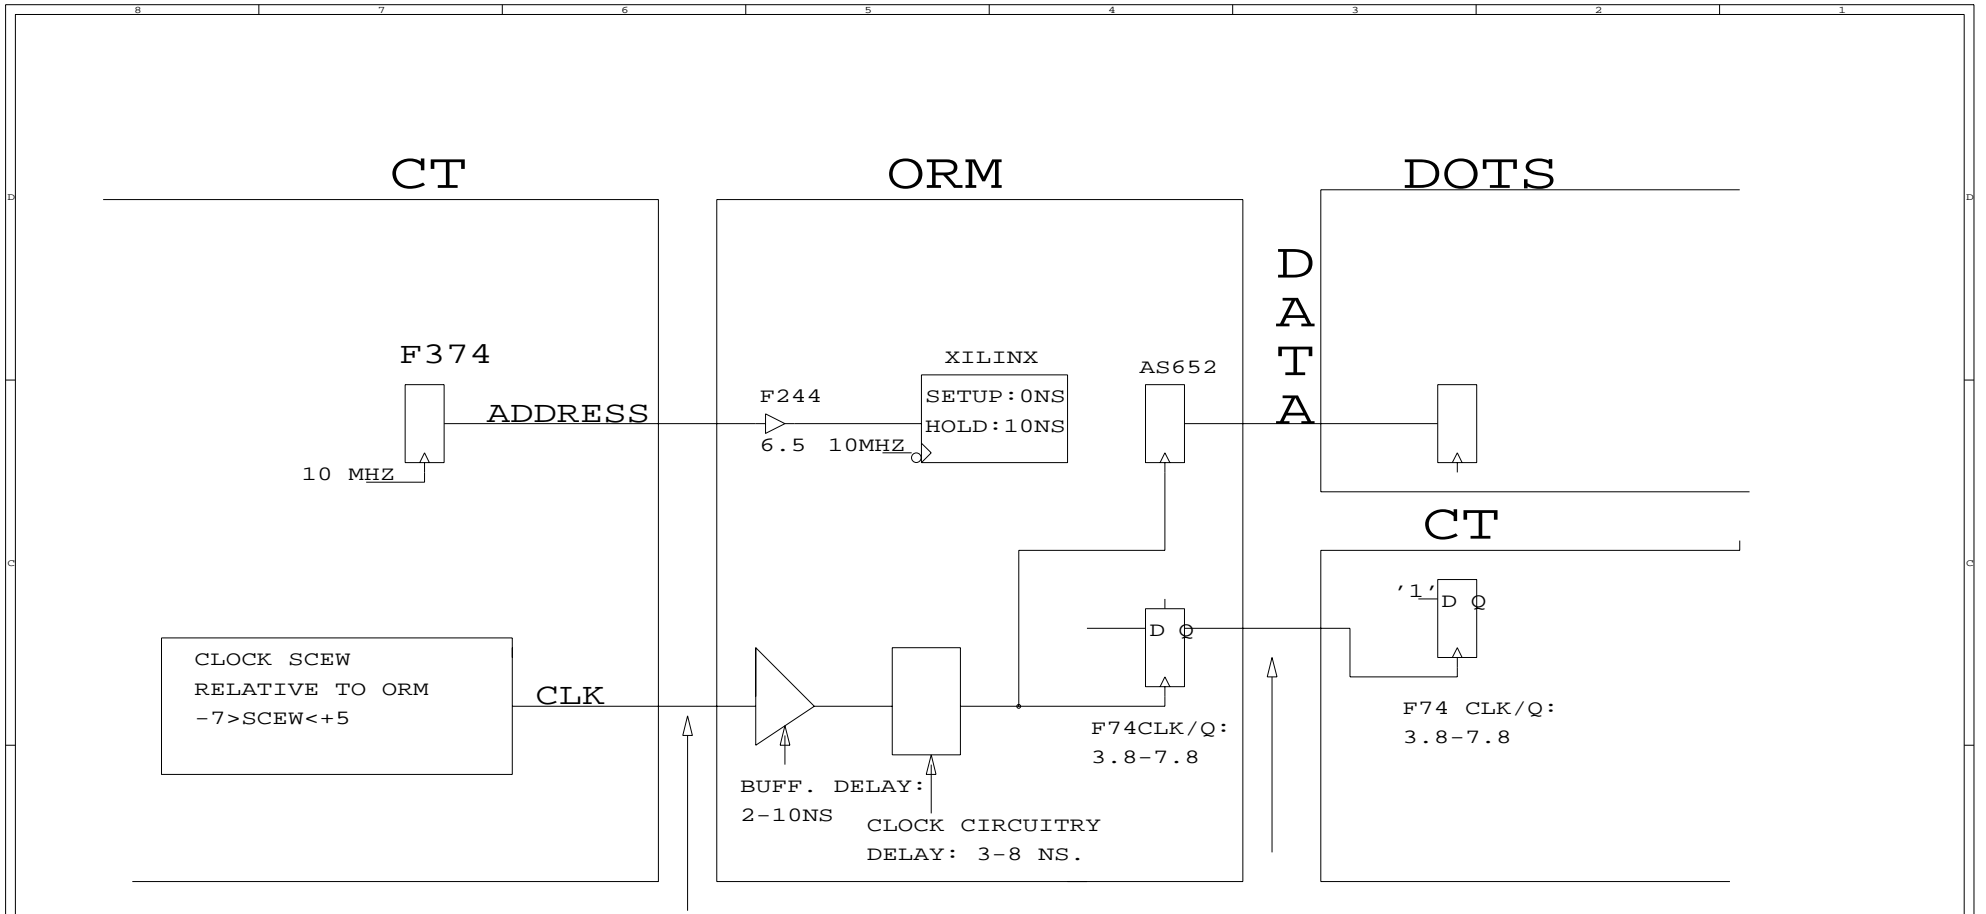 8 7 6 5 4 3 2 1
CT ORM DOTS
D D
D
A
T
A
F374
XILINX
AS652
F244
SETUP:0NS
ADDRESS
HOLD:10NS
6.5 10MHZ
10 MHZ
CT
C C
'1'
D Q
D Q
CLOCK SCEW
RELATIVE TO ORM
-7>SCEW<+5
CLK
F74CLK/Q:
3.8-7.8
F74 CLK/Q:
3.8-7.8
BUFF. DELAY:
2-10NS
CLOCK CIRCUITRY
DELAY: 3-8 NS.